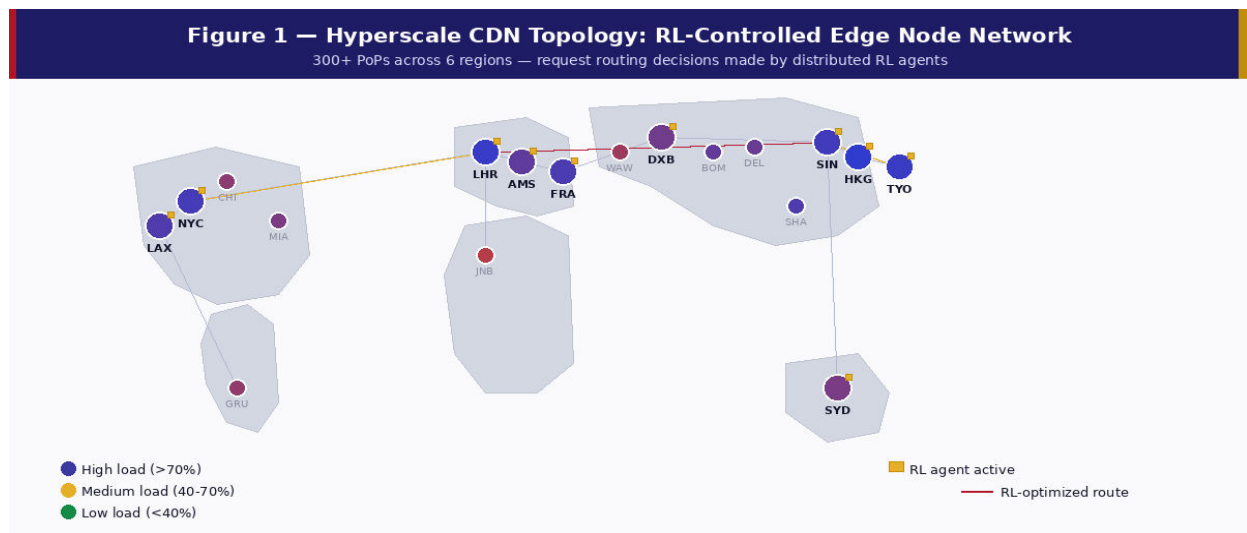 Figure 1 — Hyperscale CDN Topology: RL-Controlled Edge Node Network
300+ PoPs across 6 regions — request routing decisions made by distributed RL agents
LHR
AMS
FRA
WAW
DXB
BOM
DEL
SIN
HKG
TYO
CHI
NYC
LAX
MIA
SHA
JNB
GRU
SYD
High load (>70%)
Medium load (40-70%)
Low load (<40%)
RL agent active
RL-optimized route